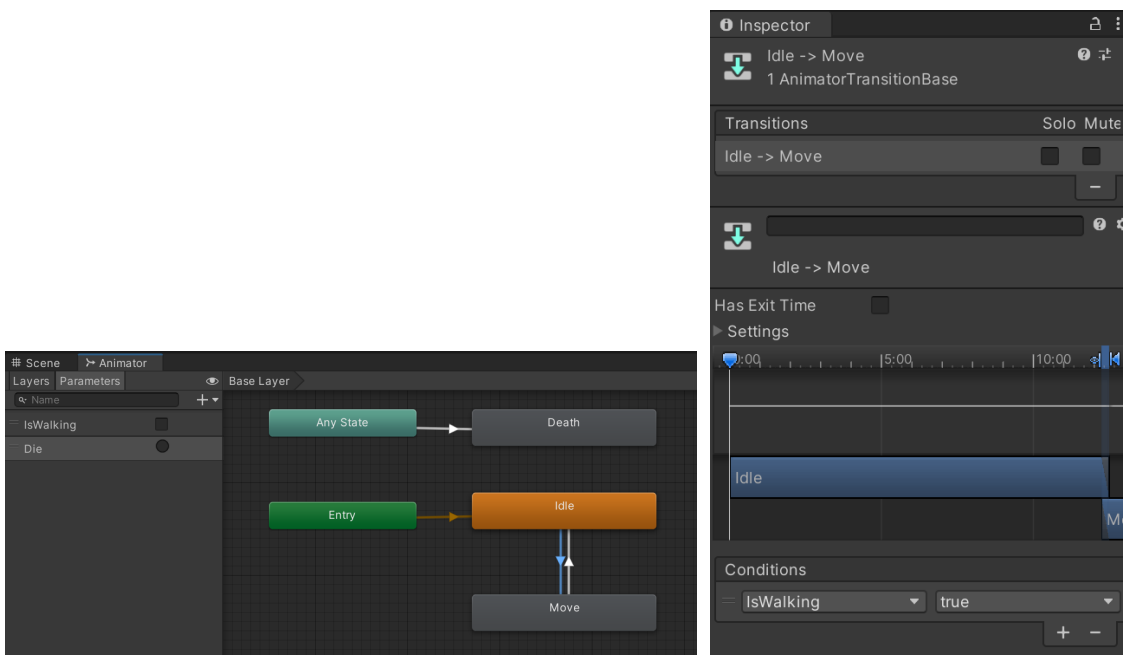 Scene Animator
Layers Parameters Base Layer
Name
IsWalking
Die
Any State
Death
Entry
Idle
Move
Inspector
Idle -> Move
1 AnimatorTransitionBase
Transitions Solo Mute
Idle -> Move
Idle -> Move
Has Exit Time
Settings
0:00 5:00 10:00
Idle
Mo
Conditions
IsWalking true